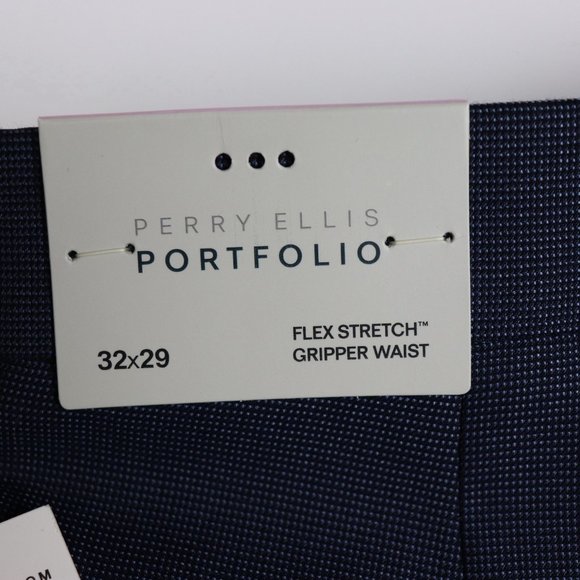 PERRY ELLIS
PORTFOLIO
32x29
FLEX STRETCH™
GRIPPER WAIST